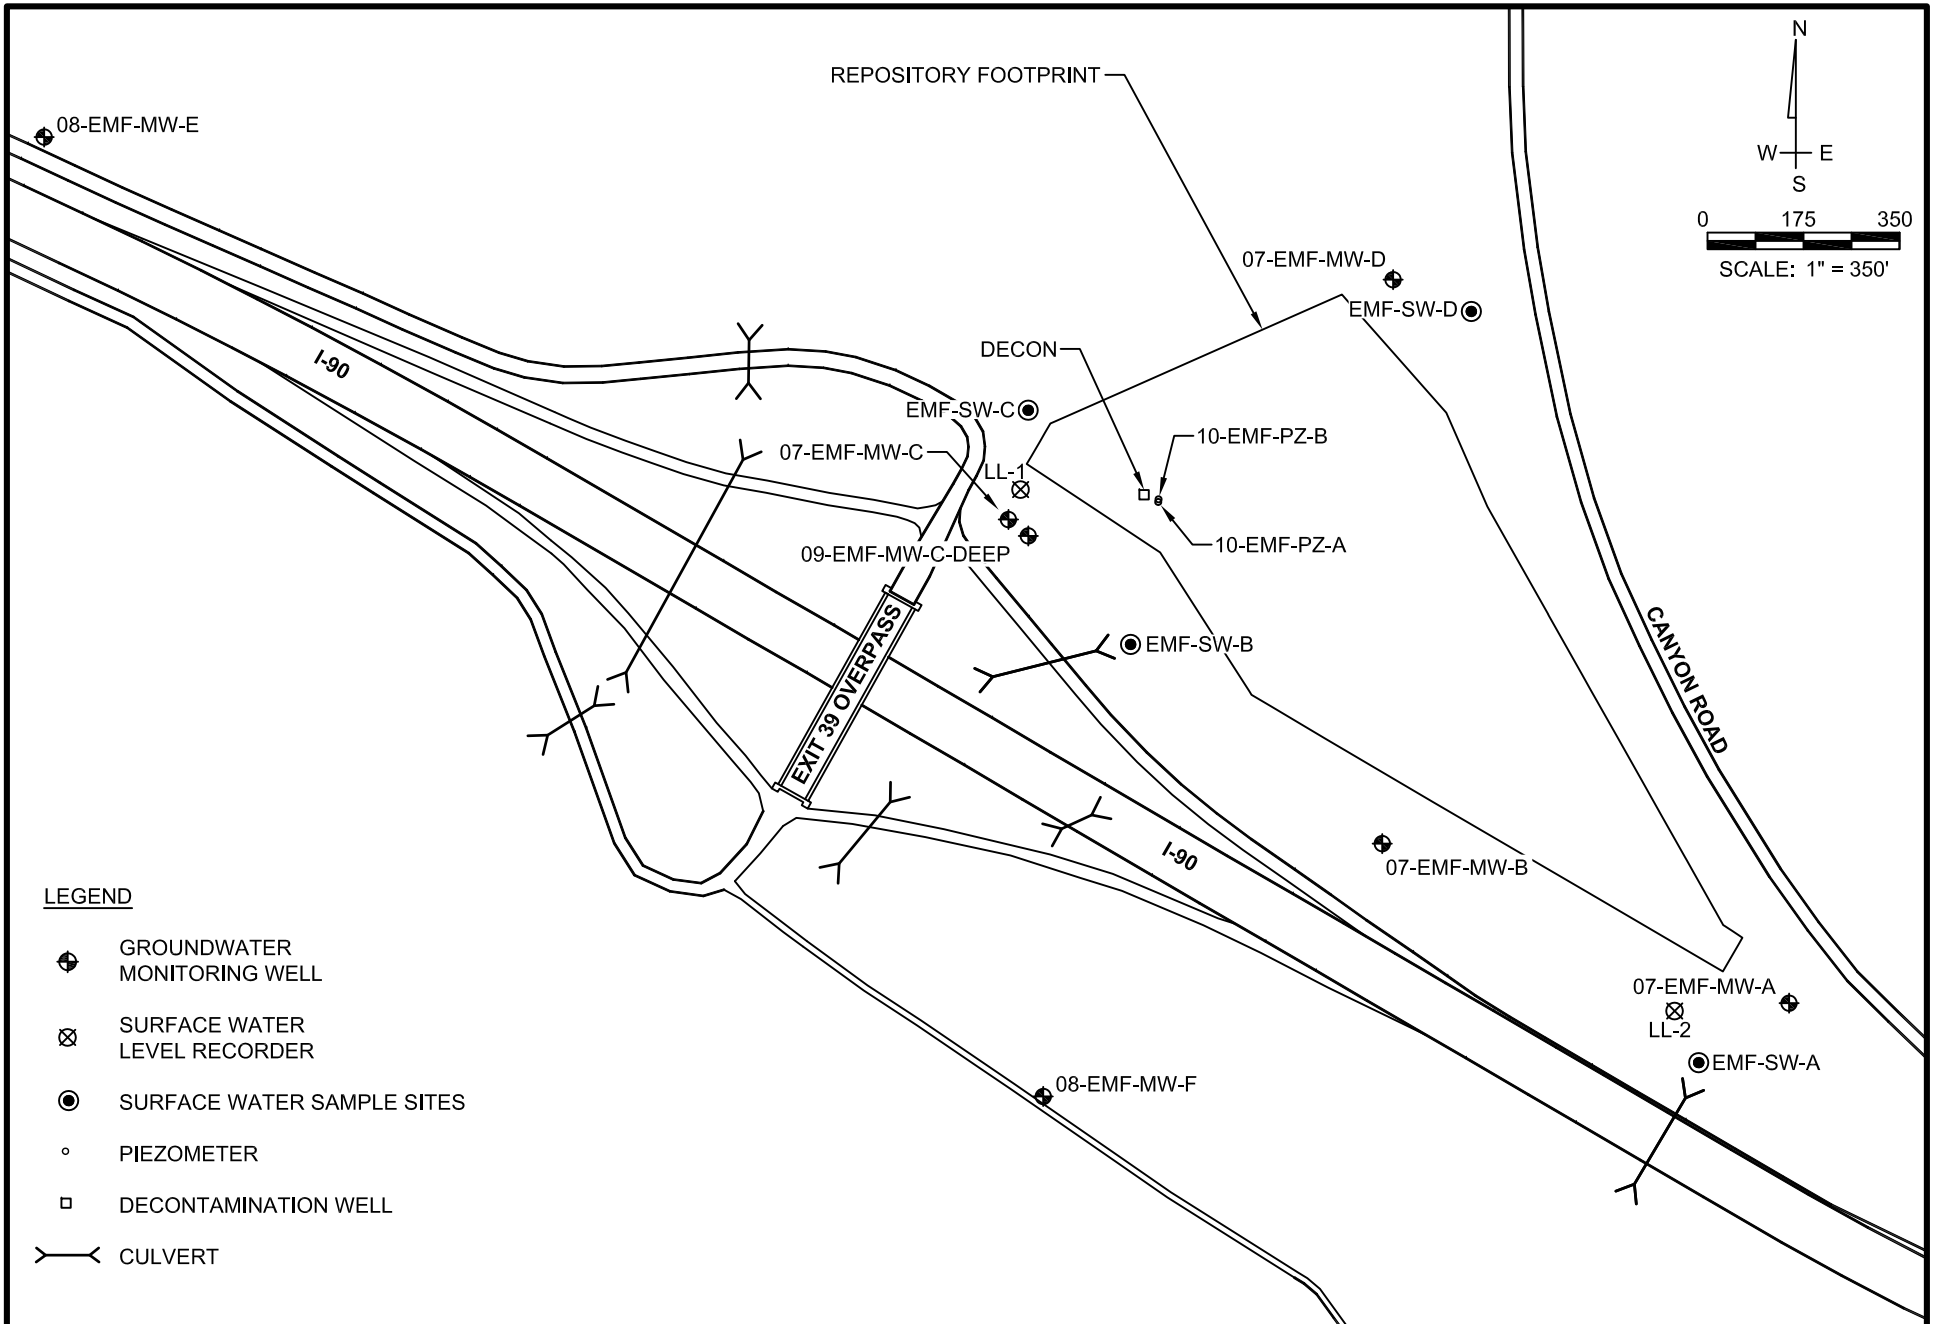 REPOSITORY FOOTPRINT
N
W
E
S
0 175 350
SCALE: 1" = 350'
08-EMF-MW-E
07-EMF-MW-D
EMF-SW-D
I-90
DECON
EMF-SW-C
10-EMF-PZ-B
07-EMF-MW-C
LL-1
10-EMF-PZ-A
09-EMF-MW-C-DEEP
EXIT 39 OVERPASS
EMF-SW-B
CANYON ROAD
I-90
07-EMF-MW-B
07-EMF-MW-A
LL-2
EMF-SW-A
08-EMF-MW-F
LEGEND
GROUNDWATER
MONITORING WELL
SURFACE WATER
LEVEL RECORDER
SURFACE WATER SAMPLE SITES
PIEZOMETER
DECONTAMINATION WELL
CULVERT